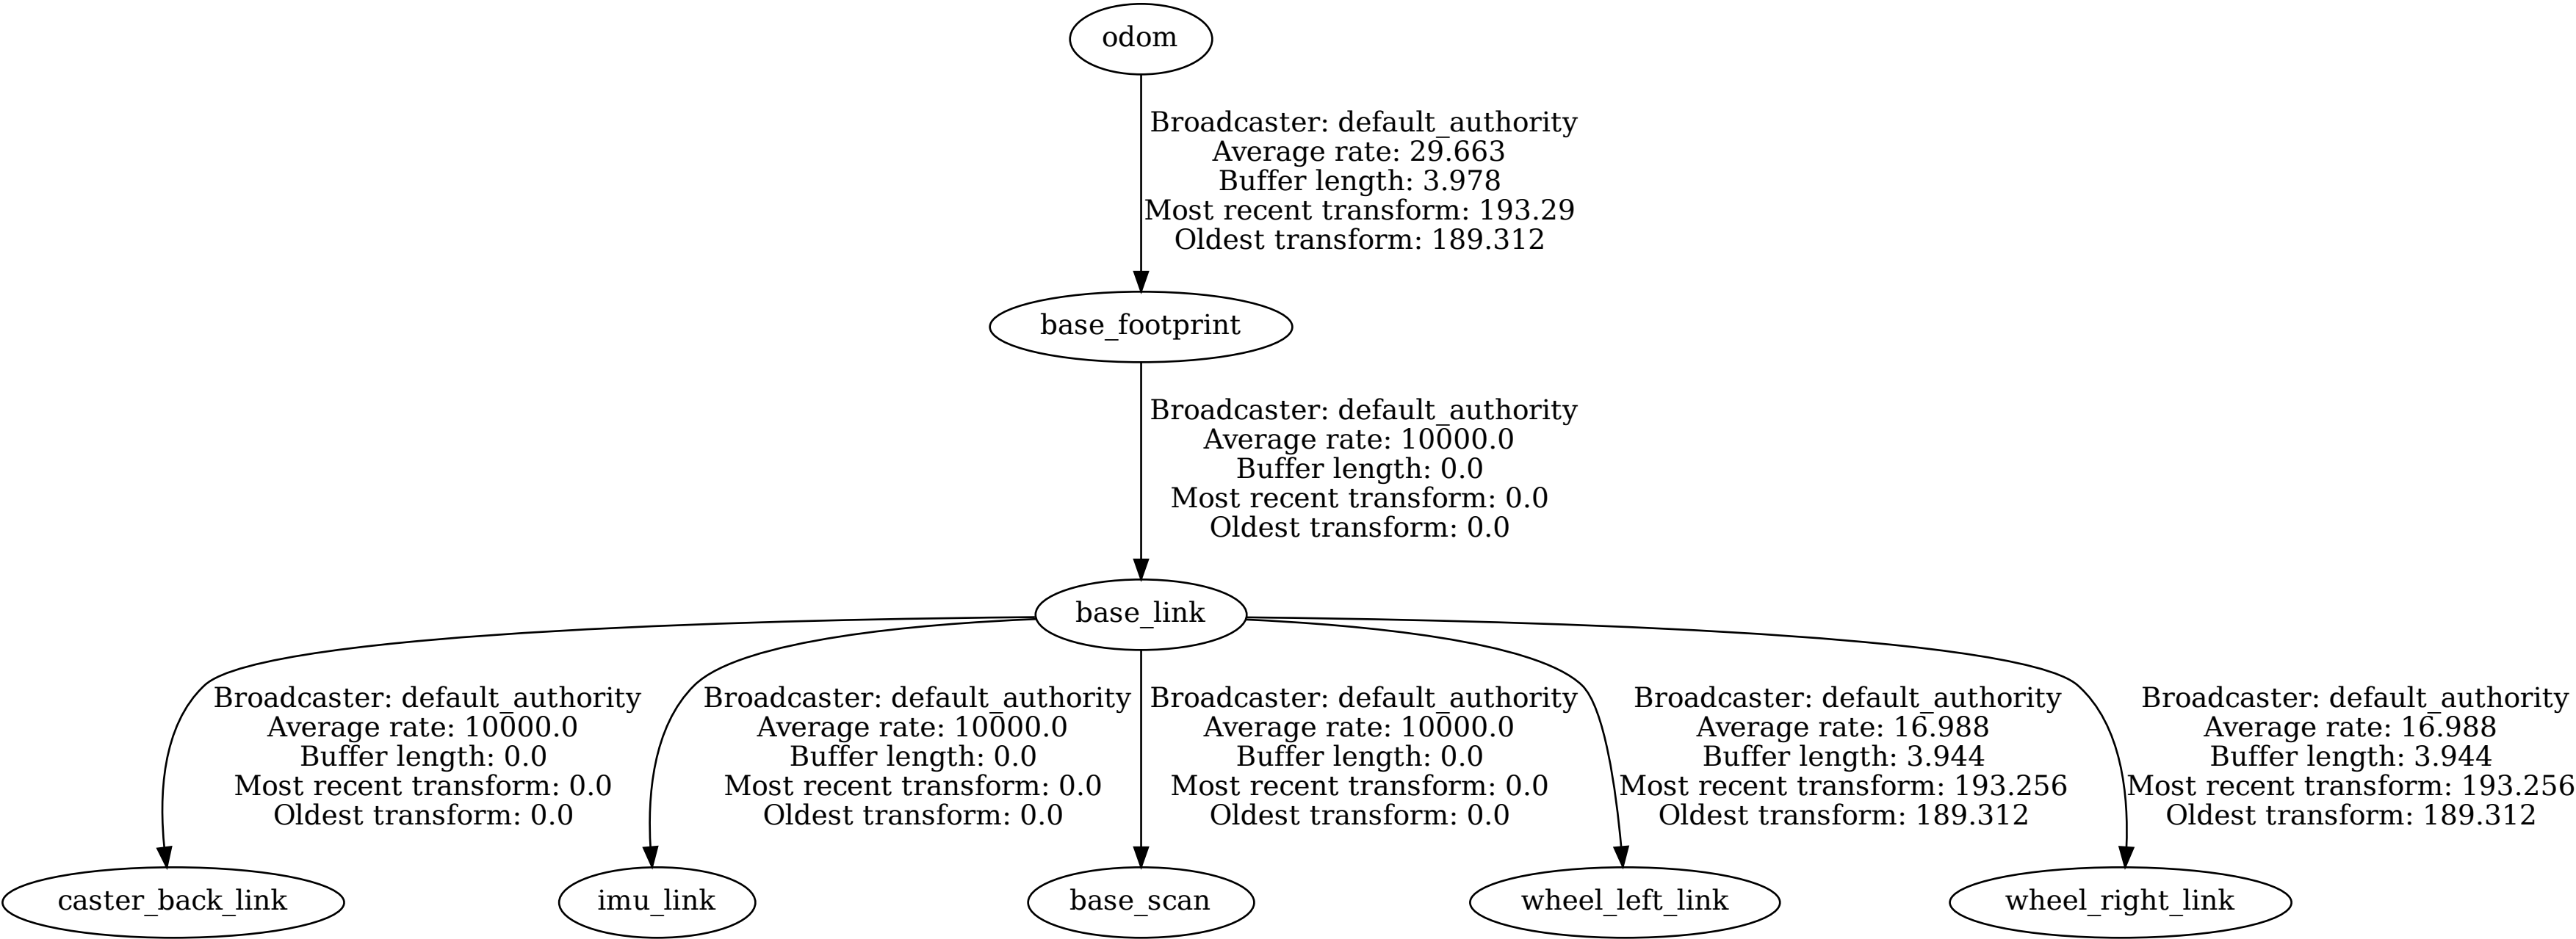 odom
Broadcaster: default_authority
Average rate: 29.663
Buffer length: 3.978
Most recent transform: 193.29
Oldest transform: 189.312
base_footprint
Broadcaster: default_authority
Average rate: 10000.0
Buffer length: 0.0
Most recent transform: 0.0
Oldest transform: 0.0
base_link
Broadcaster: default_authority
Average rate: 10000.0
Buffer length: 0.0
Most recent transform: 0.0
Oldest transform: 0.0
Broadcaster: default_authority
Average rate: 10000.0
Buffer length: 0.0
Most recent transform: 0.0
Oldest transform: 0.0
Broadcaster: default_authority
Average rate: 10000.0
Buffer length: 0.0
Most recent transform: 0.0
Oldest transform: 0.0
Broadcaster: default_authority
Average rate: 16.988
Buffer length: 3.944
Most recent transform: 193.256
Oldest transform: 189.312
Broadcaster: default_authority
Average rate: 16.988
Buffer length: 3.944
Most recent transform: 193.256
Oldest transform: 189.312
caster_back_link
imu_link
base_scan
wheel_left_link
wheel_right_link